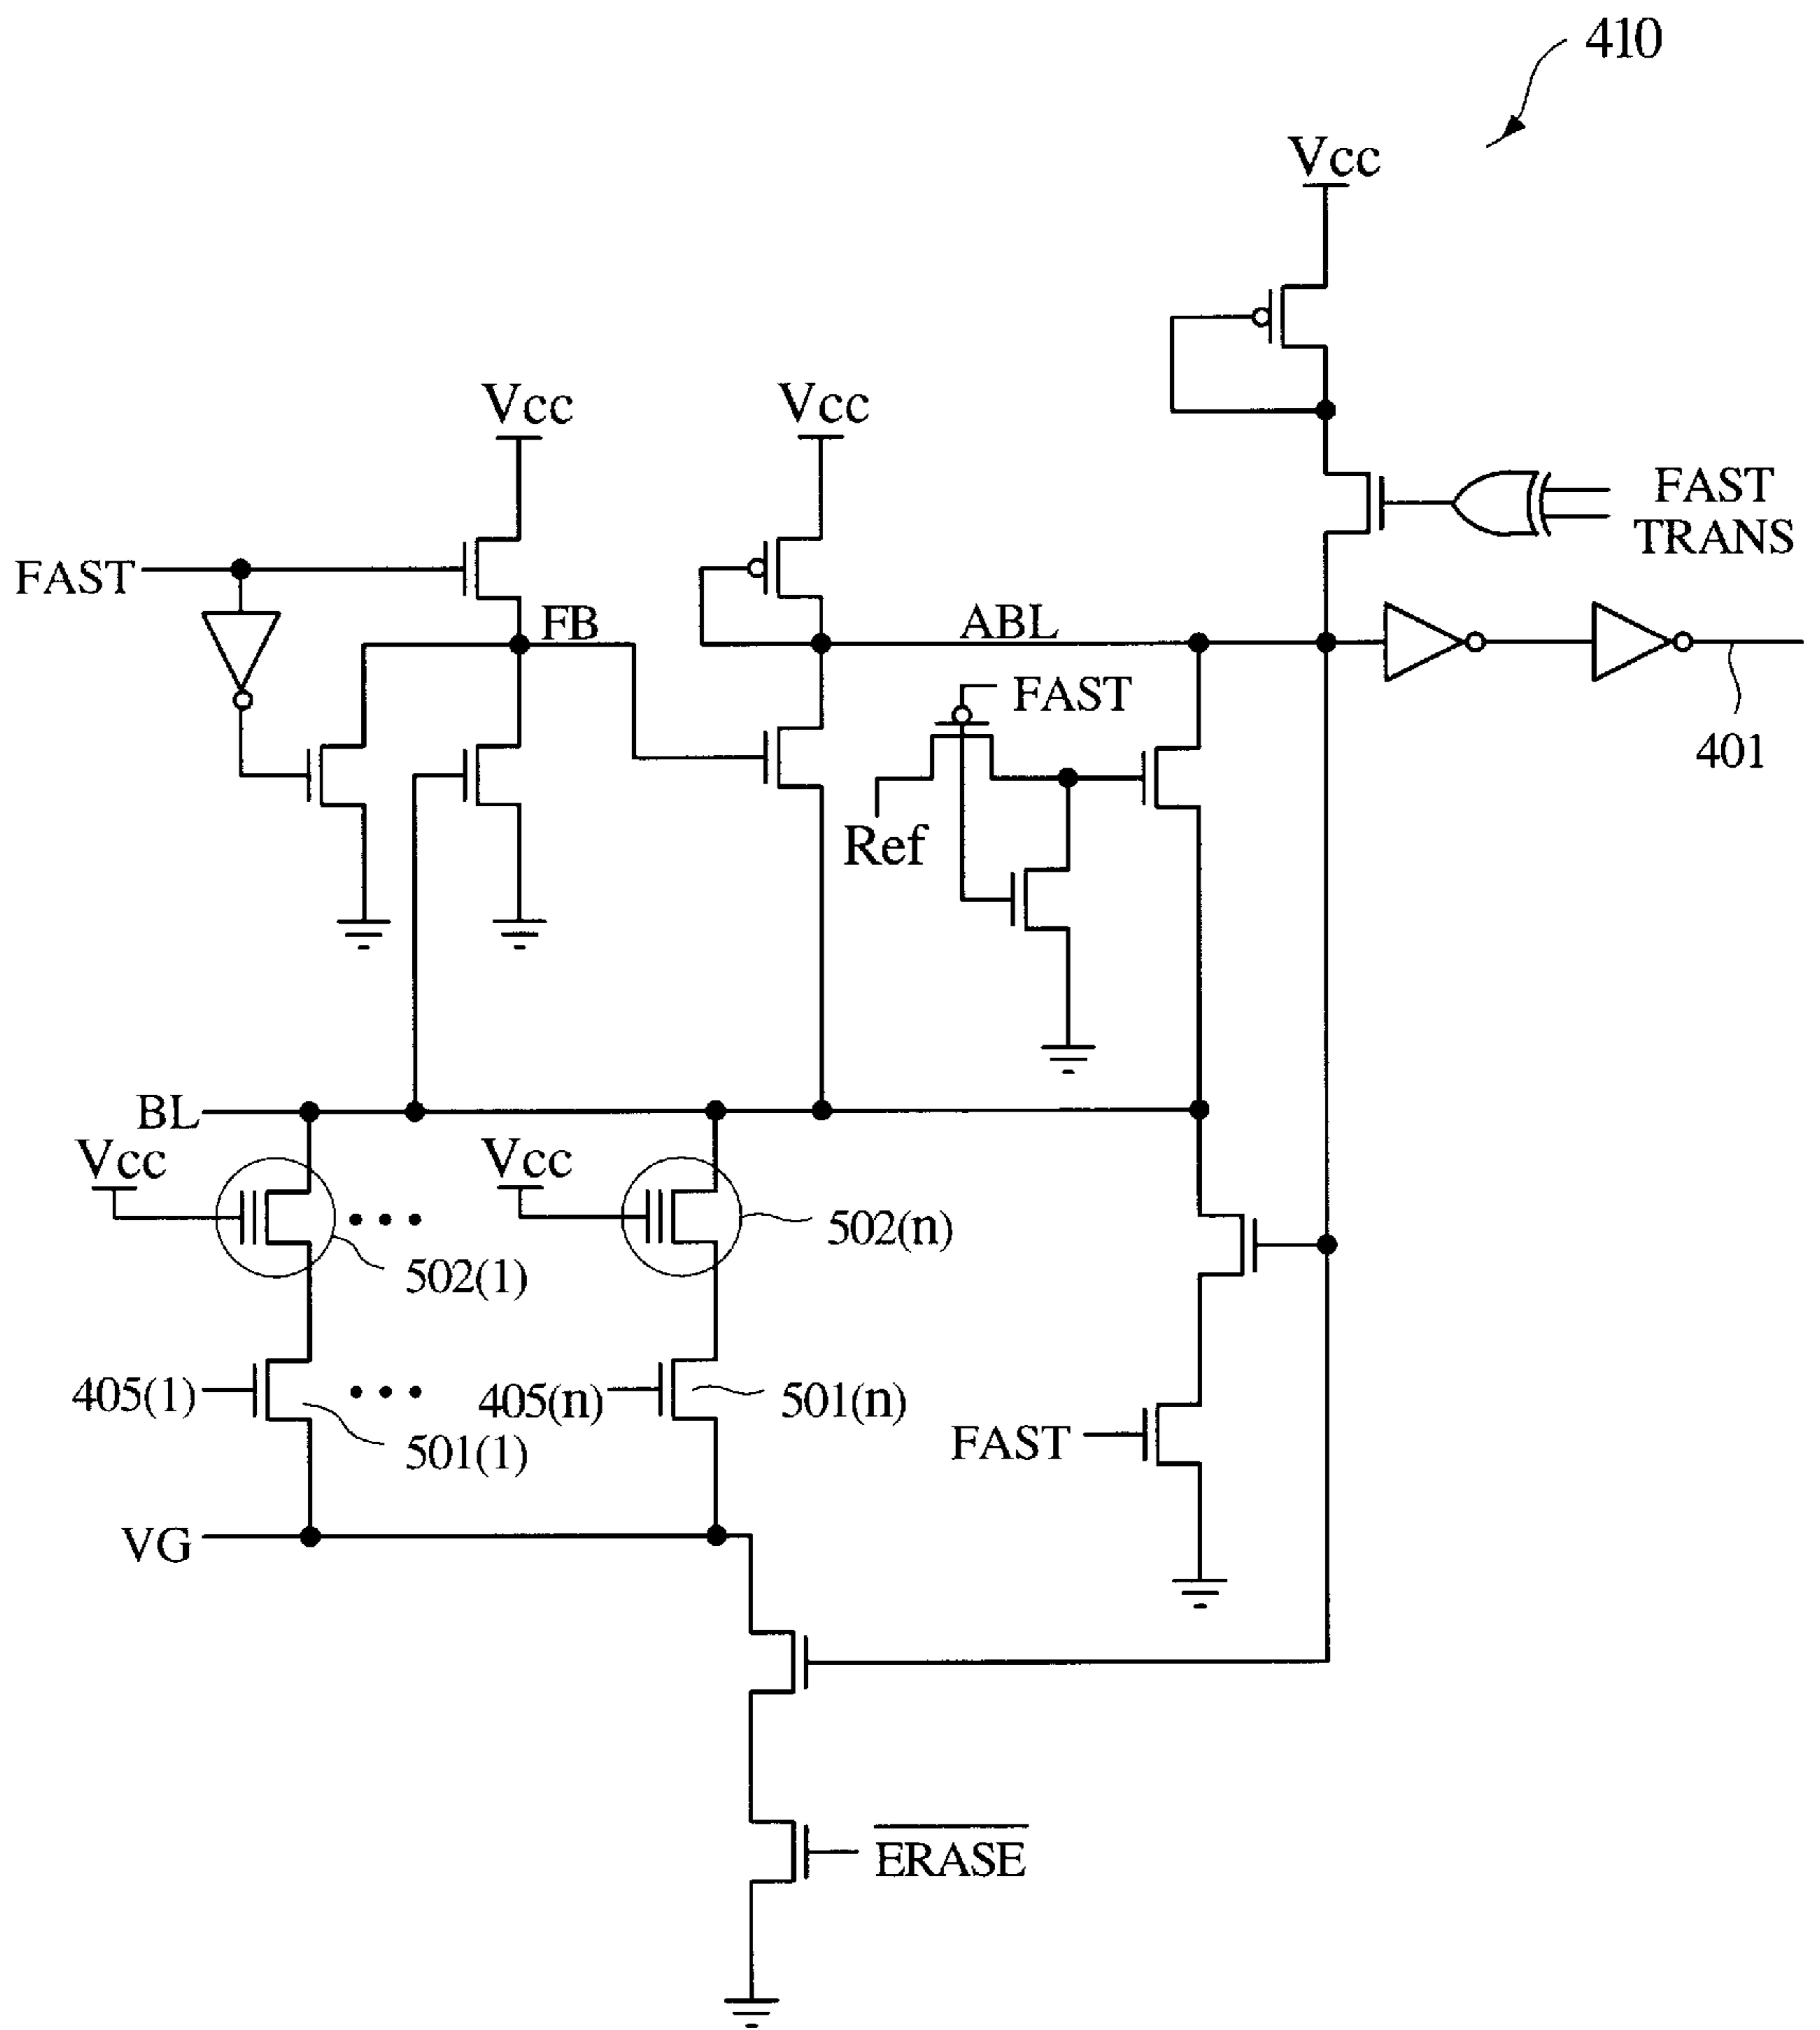 410
Vcc
Vcc
Vcc
FAST
TRANS
FAST
FB
ABL
FAST
401
Ref
BL
Vcc
Vcc
502(n)
502(1)
405(1)
405(n)
501(n)
FAST
501(1)
VG
ERASE